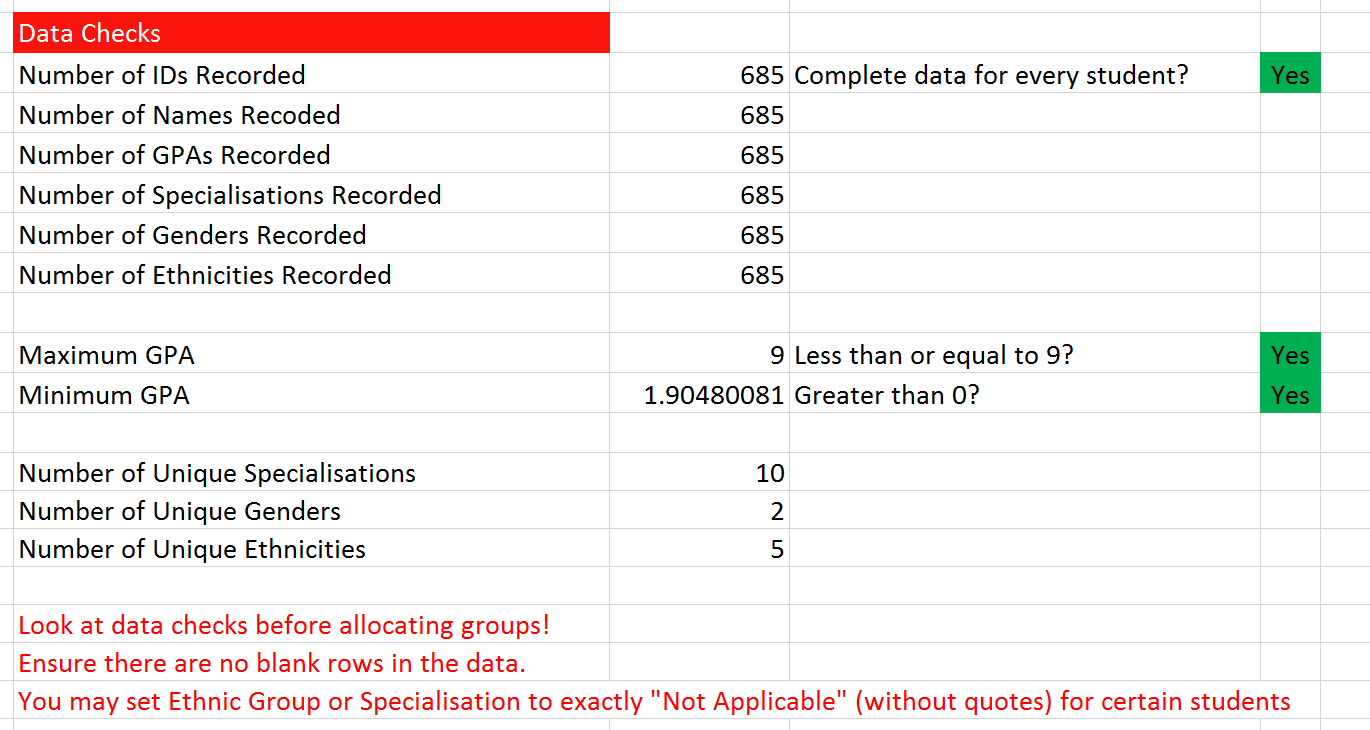 Data Checks
Number of IDs Recorded 685 Complete data for every student? Yes
Number of Names Recoded 685
Number of GPAs Recorded 685
Number of Specialisations Recorded 685
Number of Genders Recorded 685
Number of Ethnicities Recorded 685
Maximum GPA 9 Less than or equal to 9? Yes
Minimum GPA 1.90480081 Greater than 0? Yes
Number of Unique Specialisations 10
Number of Unique Genders 2
Number of Unique Ethnicities 5
Look at data checks before allocating groups!
Ensure there are no blank rows in the data.
You may set Ethnic Group or Specialisation to exactly "Not Applicable" (without quotes) for certain students